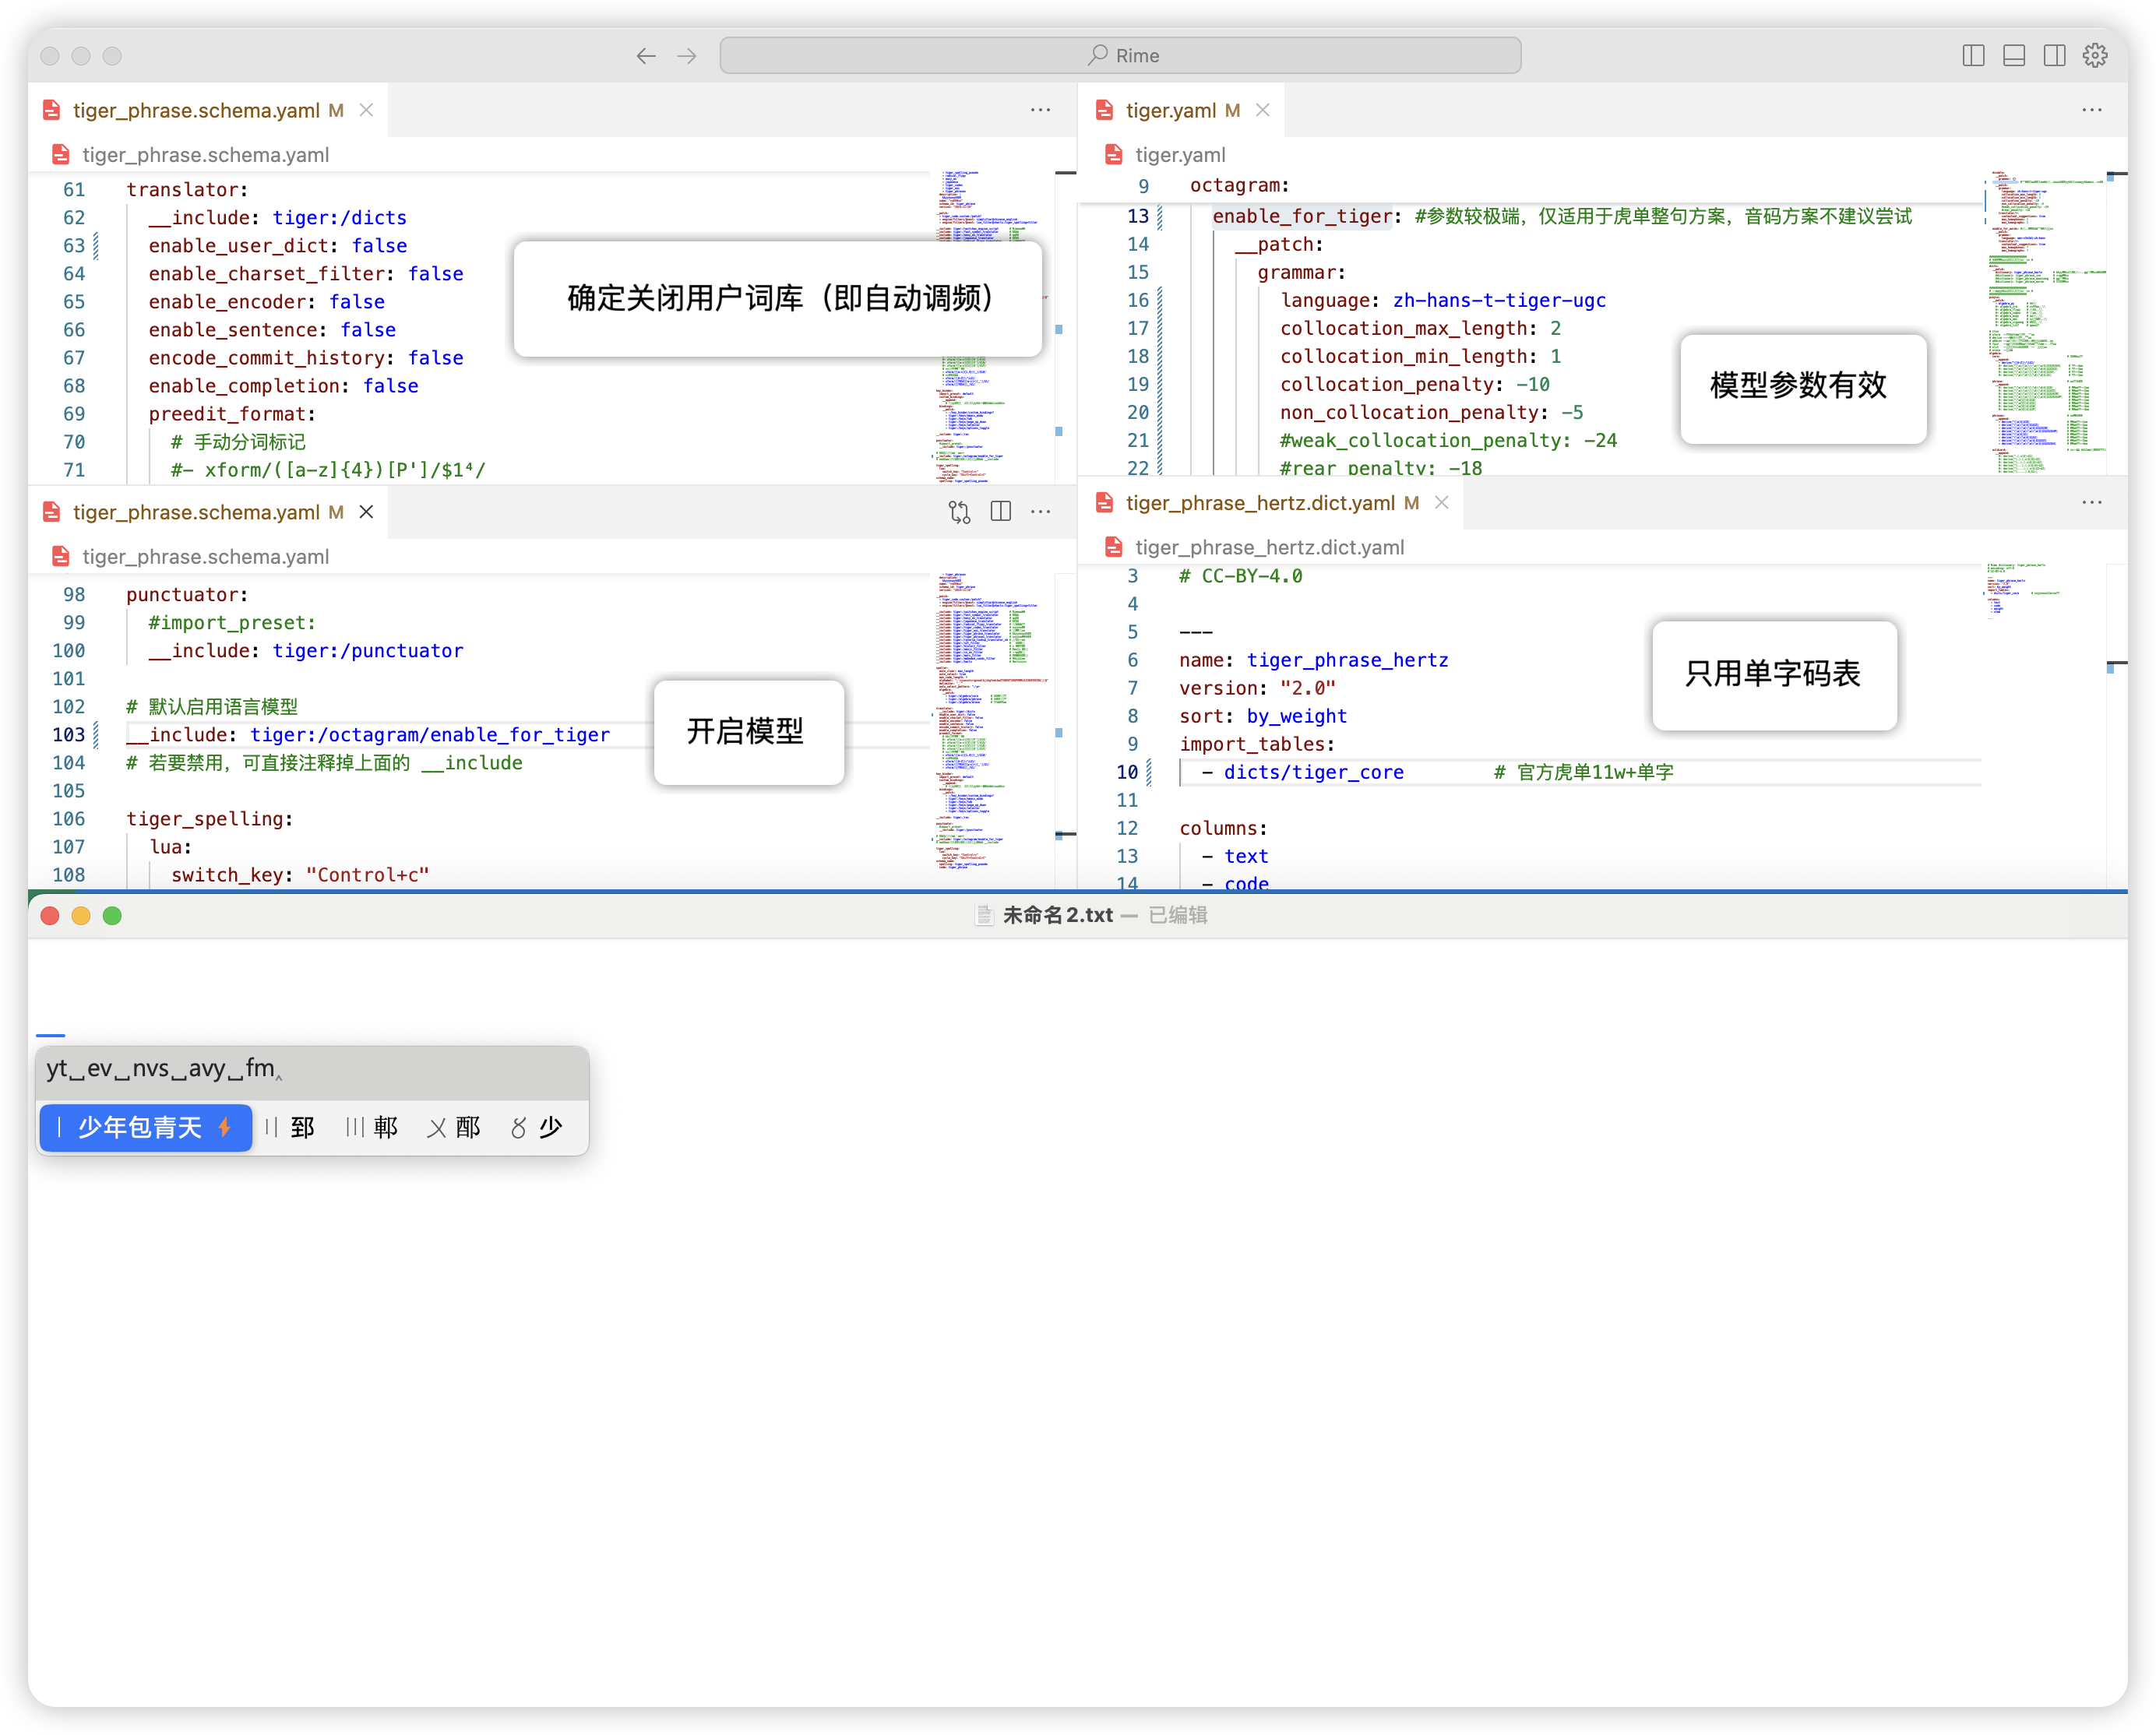 Rime
tiger_phrase.schema.yaml M
tiger_phrase.schema.yaml
61 translator:
62 __include: tiger:/dicts
63 enable_user_dict: false
64 enable_charset_filter: false
65 enable_encoder: false
66 enable_sentence: false
67 encode_commit_history: false
68 enable_completion: false
69 preedit_format:
70 # 手动分词标记
71 #- xform/([a-z]{4})[P']/$1⁴/
确定关闭用户词库（即自动调频）
tiger.yaml M
tiger.yaml
9 octagram:
13 enable_for_tiger: #参数较极端，仅适用于虎单整句方案，音码方案不建议尝试
14 __patch:
15 grammar:
16 language: zh-hans-t-tiger-ugc
17 collocation_max_length: 2
18 collocation_min_length: 1
19 collocation_penalty: -10
20 non_collocation_penalty: -5
21 #weak_collocation_penalty: -24
22 #rear_penalty: -18
模型参数有效
tiger_phrase.schema.yaml M
tiger_phrase.schema.yaml
98 punctuator:
99 #import_preset:
100 __include: tiger:/punctuator
101
102 # 默认启用语言模型
103 __include: tiger:/octagram/enable_for_tiger
104 # 若要禁用，可直接注释掉上面的 __include
105
106 tiger_spelling:
107 lua:
108 switch_key: "Control+c"
开启模型
tiger_phrase_hertz.dict.yaml M
tiger_phrase_hertz.dict.yaml
3 # CC-BY-4.0
4
5 ---
6 name: tiger_phrase_hertz
7 version: "2.0"
8 sort: by_weight
9 import_tables:
10 - dicts/tiger_core # 官方虎单11w+单字
11
12 columns:
13 - text
14 - code
只用单字码表
未命名2.txt — 已编辑
yt␣ev␣nvs␣avy␣fm‸
〡 少年包青天 ⚡ 〢 郅 〣 郫 〤 酁 〥 少